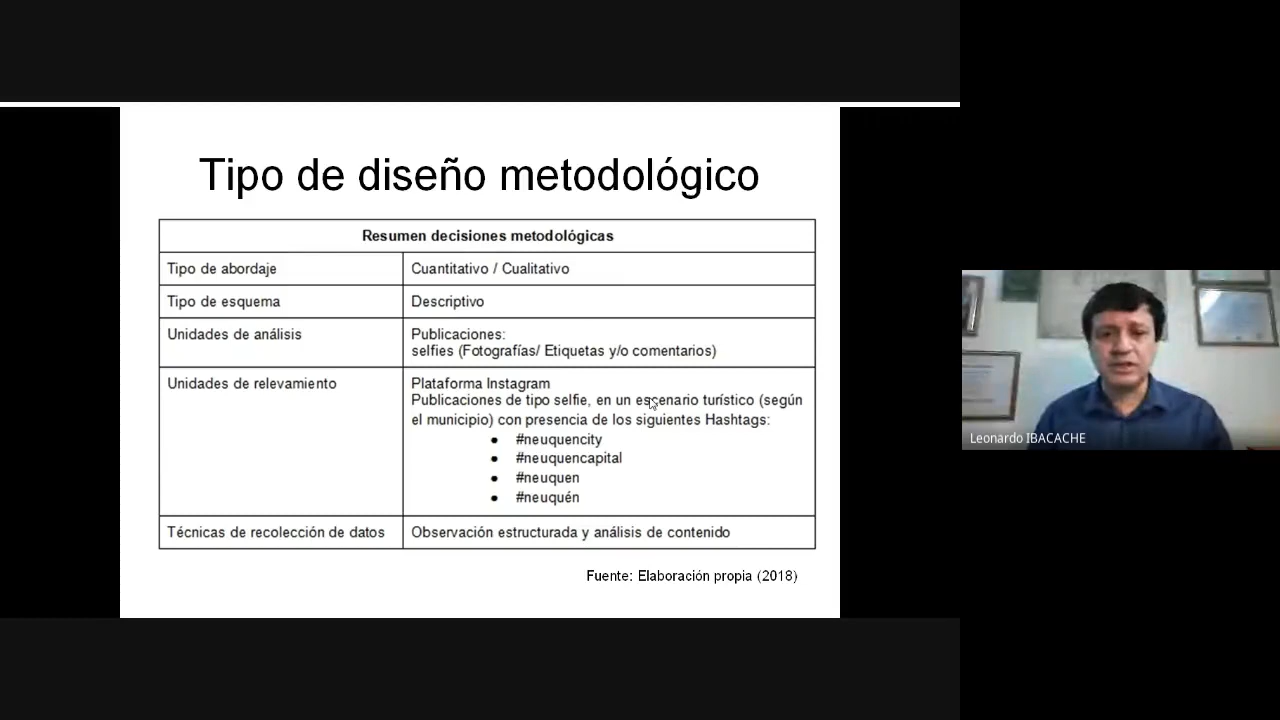 Tipo de diseño metodológico
Resumen decisiones metodológicas
Tipo de abordaje
Cuantitativo / Cualitativo
Tipo de esquema
Descriptivo
Unidades de análisis
Publicaciones:
selfies (Fotografías/ Etiquetas y/o comentarios)
Unidades de relevamiento
Plataforma Instagram
Publicaciones de tipo selfie, en un escenario turístico (según
el municipio) con presencia de los siguientes Hashtags:
• #neuquencity
• #neuquencapital
• #neuquen
• #neuquén
Técnicas de recolección de datos
Observación estructurada y análisis de contenido
Fuente: Elaboración propia (2018)
Leonardo IBACACHE